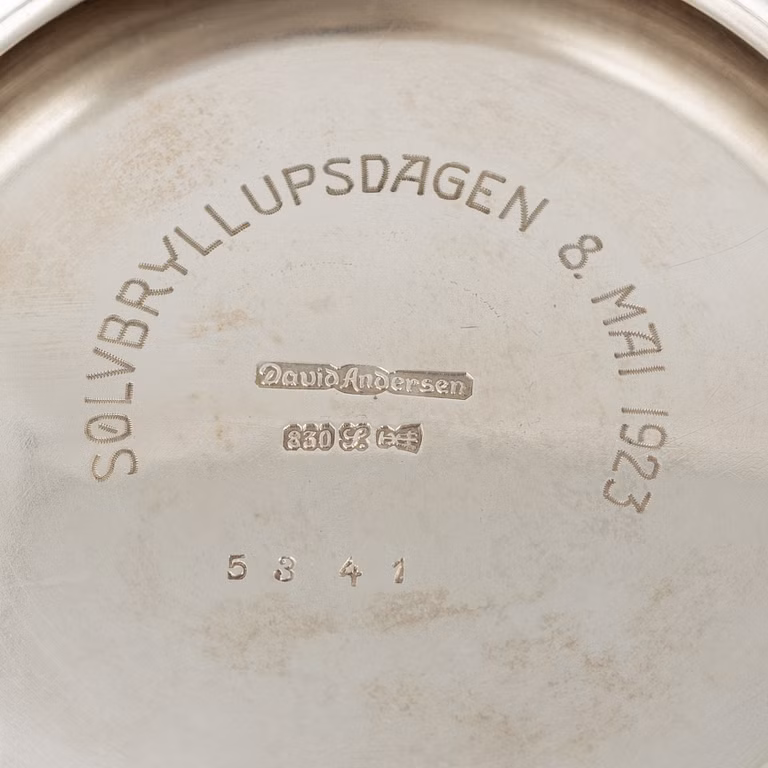 SØLVBRYLLUPSDAGEN 8. MAI 1923
David Andersen
830 S
5341